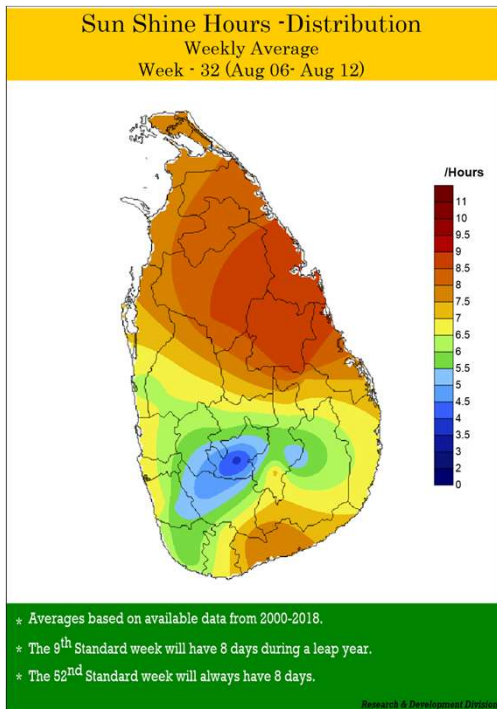 Sun Shine Hours -Distribution
Weekly Average
Week - 32 (Aug 06- Aug 12)
/Hours
11
10
9.5
9
8.5
8
7.5
7
6.5
6
5.5
5
4.5
4
3.5
3
2
0
* Averages based on available data from 2000-2018.
* The 9th Standard week will have 8 days during a leap year.
* The 52nd Standard week will always have 8 days.
Research & Development Division